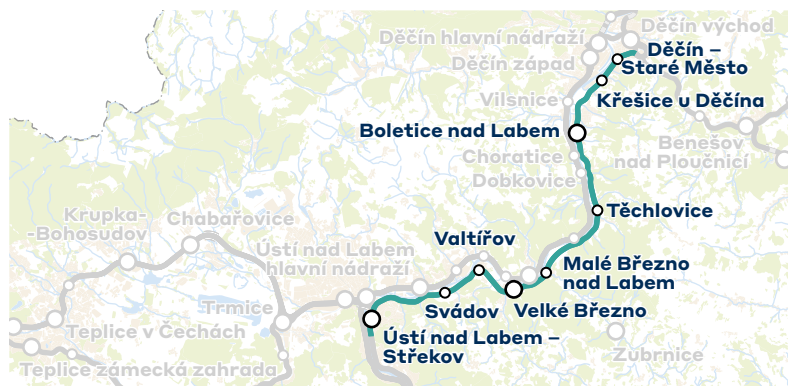 Děčín východ
Děčín hlavní nádraží
Děčín –
Staré Město
Děčín západ
Vilsnice
Křešice u Děčína
Boletice nad Labem
Benešov
nad Ploučnicí
Choratice
Dobkovice
Těchlovice
Krupka-
-Bohosudov
Chabařovice
Valtířov
Ústí nad Labem
hlavní nádraží
Malé Březno
nad Labem
Trmice
Svádov
Velké Březno
Teplice v Čechách
Ústí nad Labem –
Střekov
Zubrnice
Teplice zámecká zahrada